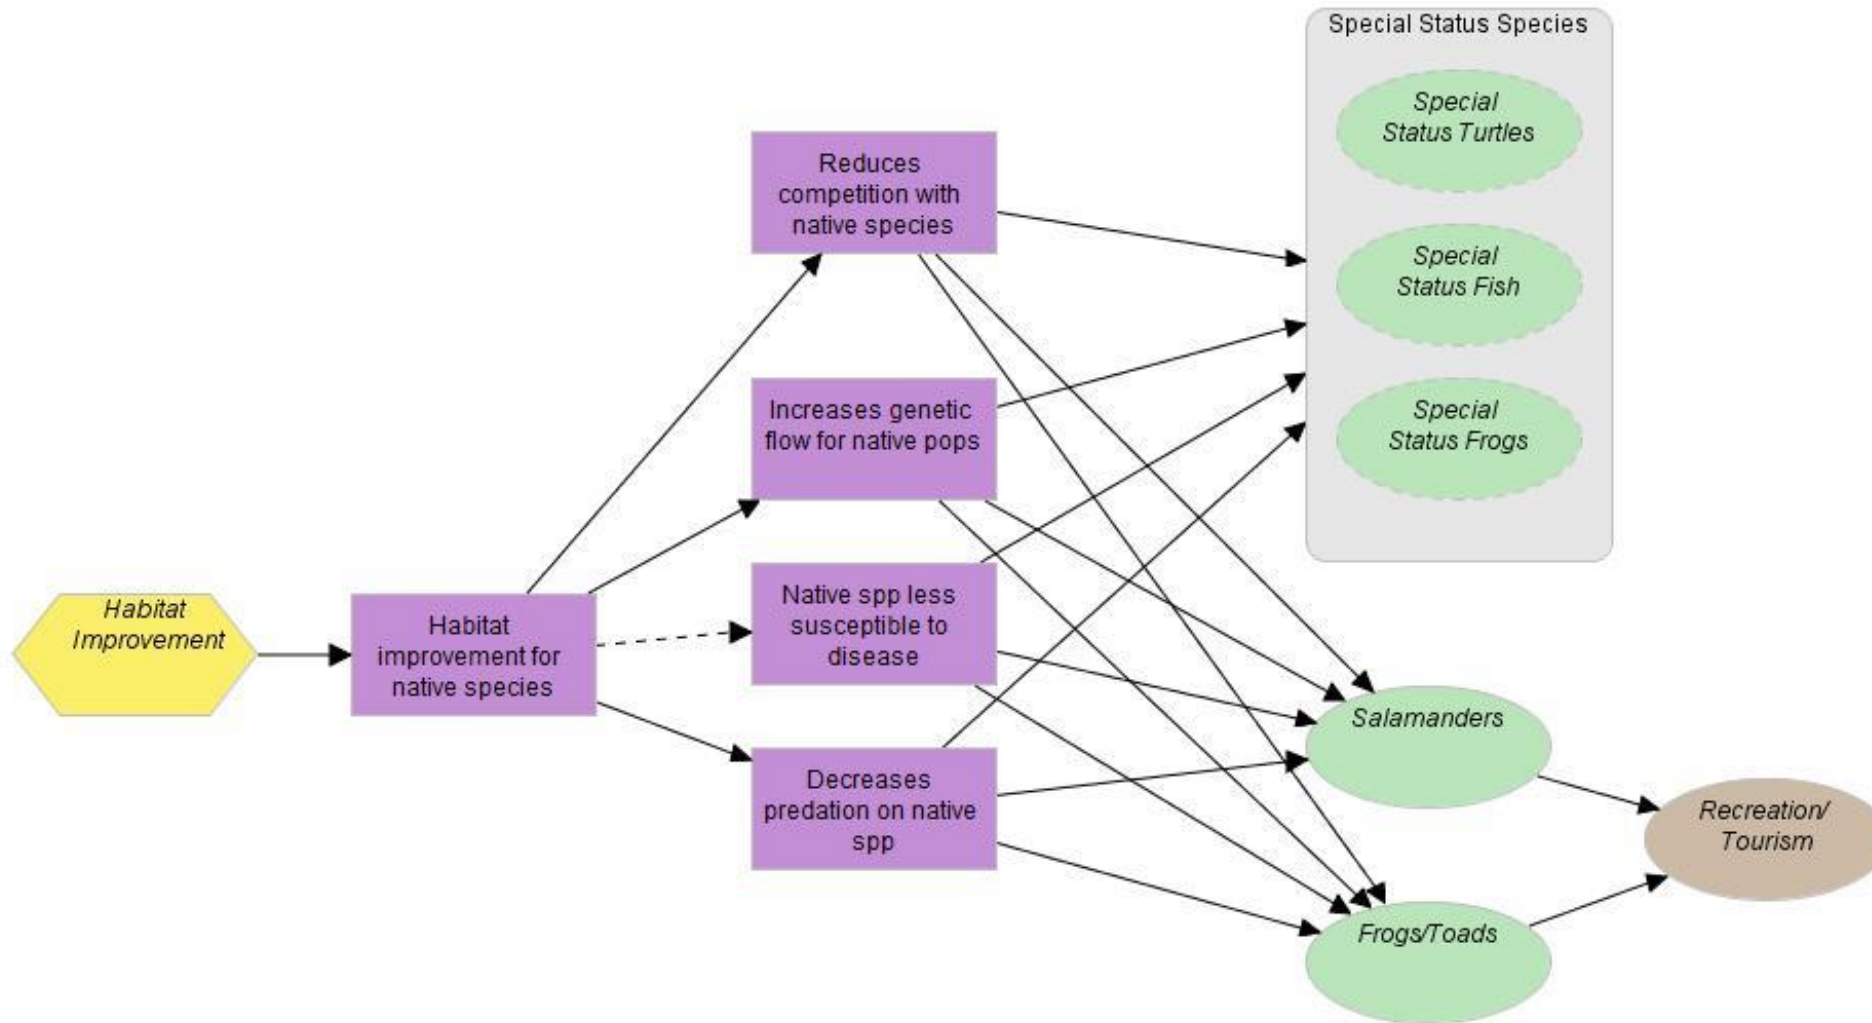 Special Status Species
Special
Status Turtles
Reduces
competition with
native species
Special
Status Fish
Increases genetic
flow for native pops
Special
Status Frogs
Habitat
Improvement
Habitat
improvement for
native species
Native spp less
susceptible to
disease
Salamanders
Decreases
predation on native
spp
Recreation/
Tourism
Frogs/Toads